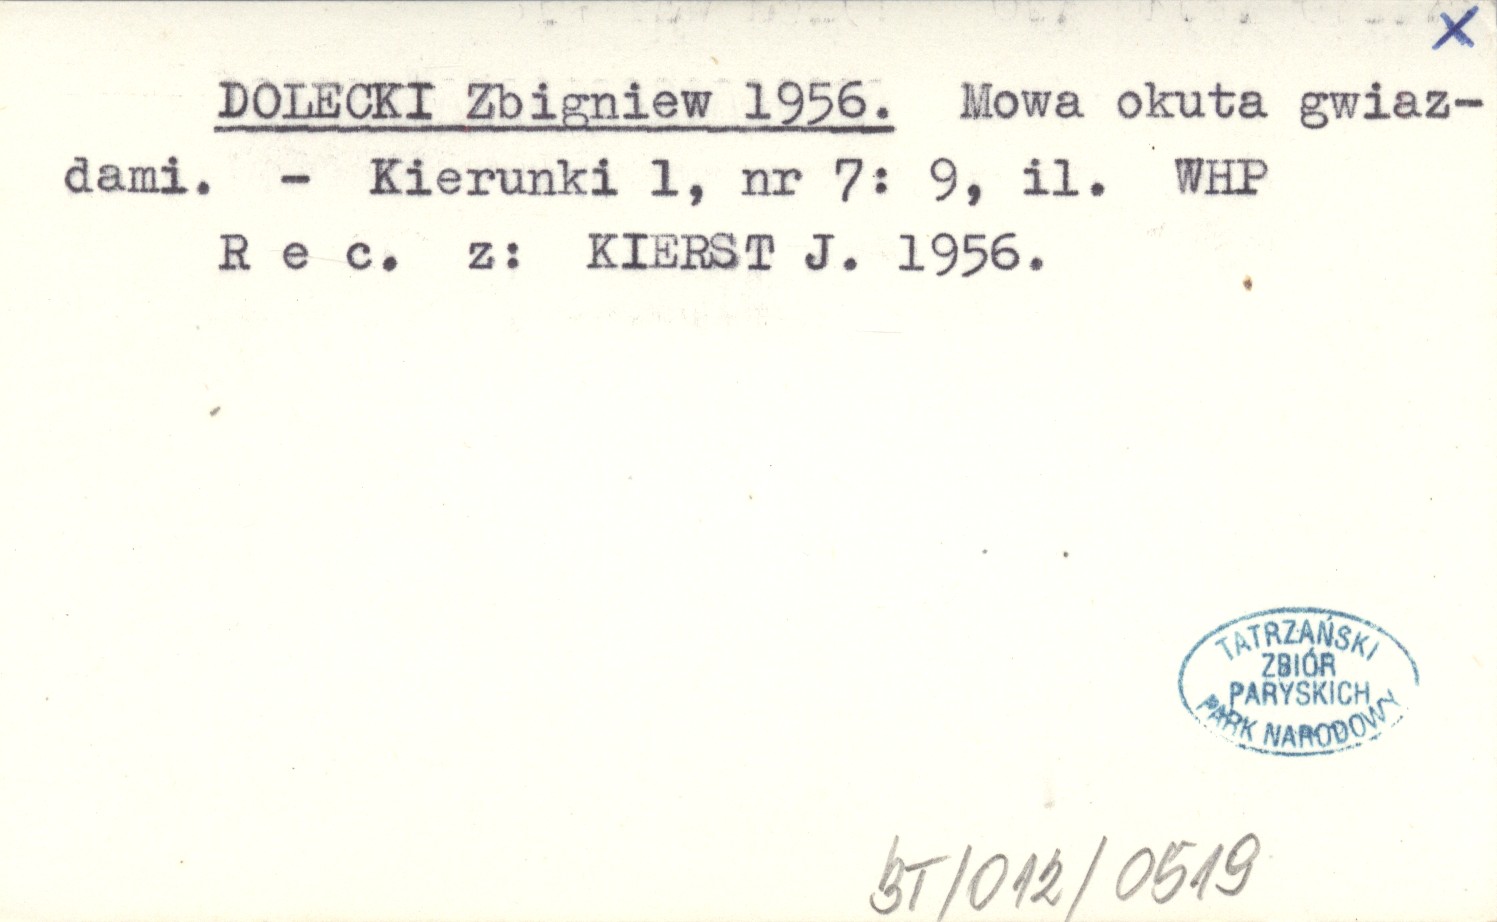 X
DOLECKI Zbigniew 1956. Mowa okuta gwiaz-
dami. - Kierunki 1, nr 7: 9, il. WHP
R e c. z: KIERST J. 1956.
TATRZAŃSKI
ZBIÓR
PARYSKICH
PARK NARODOWY
BT/012/0519